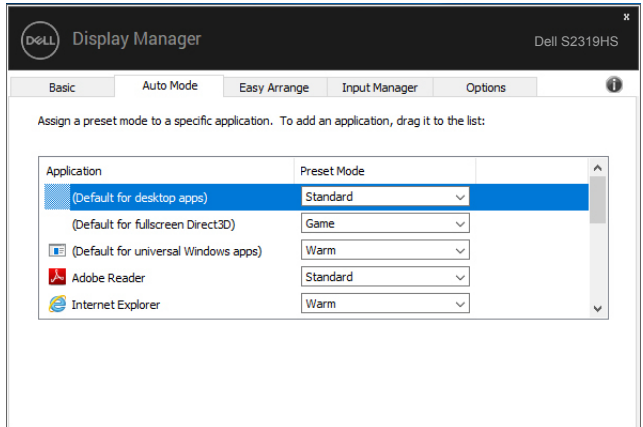 x
DELL Display Manager
Dell S2319HS
Basic Auto Mode Easy Arrange Input Manager Options
Assign a preset mode to a specific application. To add an application, drag it to the list:
Application Preset Mode
(Default for desktop apps) Standard
(Default for fullscreen Direct3D) Game
(Default for universal Windows apps) Warm
Adobe Reader Standard
Internet Explorer Warm